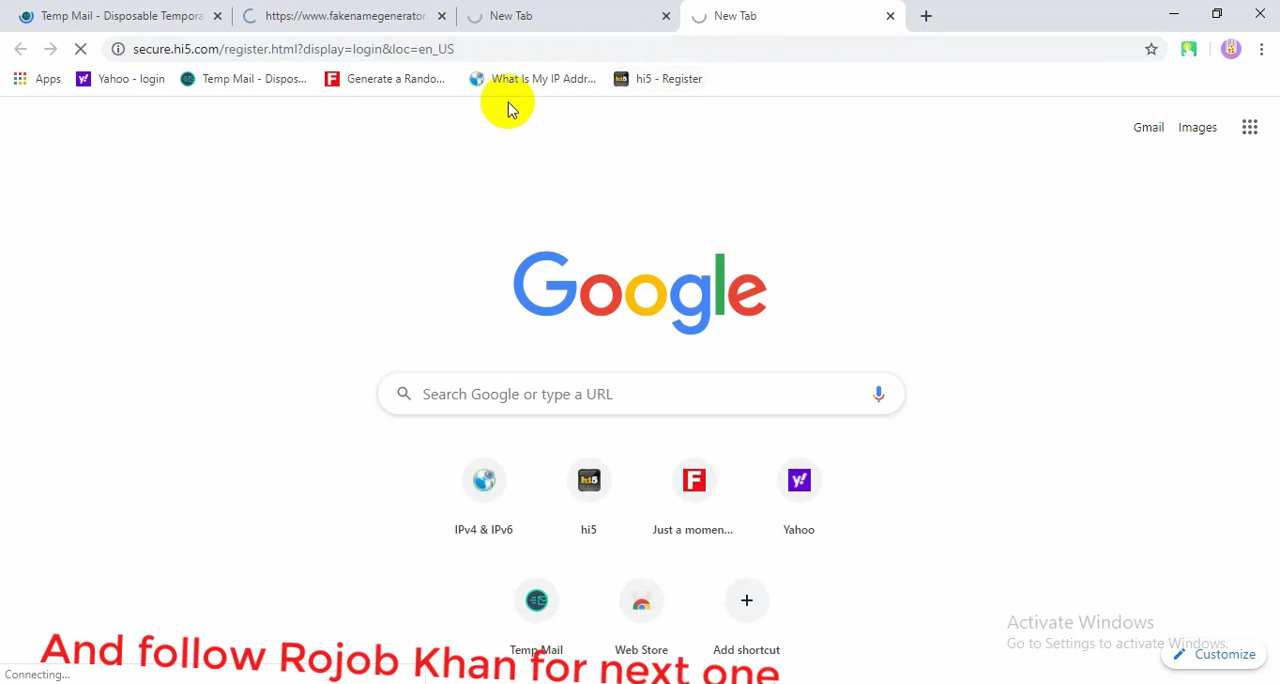 Temp Mail - Disposable Tempora
https://www.fakenamegenerator
New Tab
New Tab
secure.hi5.com/register.html?display=login&loc=en_US
Apps
Yahoo - login
Temp Mail - Dispos...
Generate a Rando...
What Is My IP Addr...
hi5 - Register
Gmail
Images
Google
Search Google or type a URL
IPv4 & IPv6
hi5
Just a momen...
Yahoo
Temp Mail
Web Store
Add shortcut
Activate Windows
Go to Settings to activate Windows.
Customize
And follow Rojob Khan for next one
Connecting...